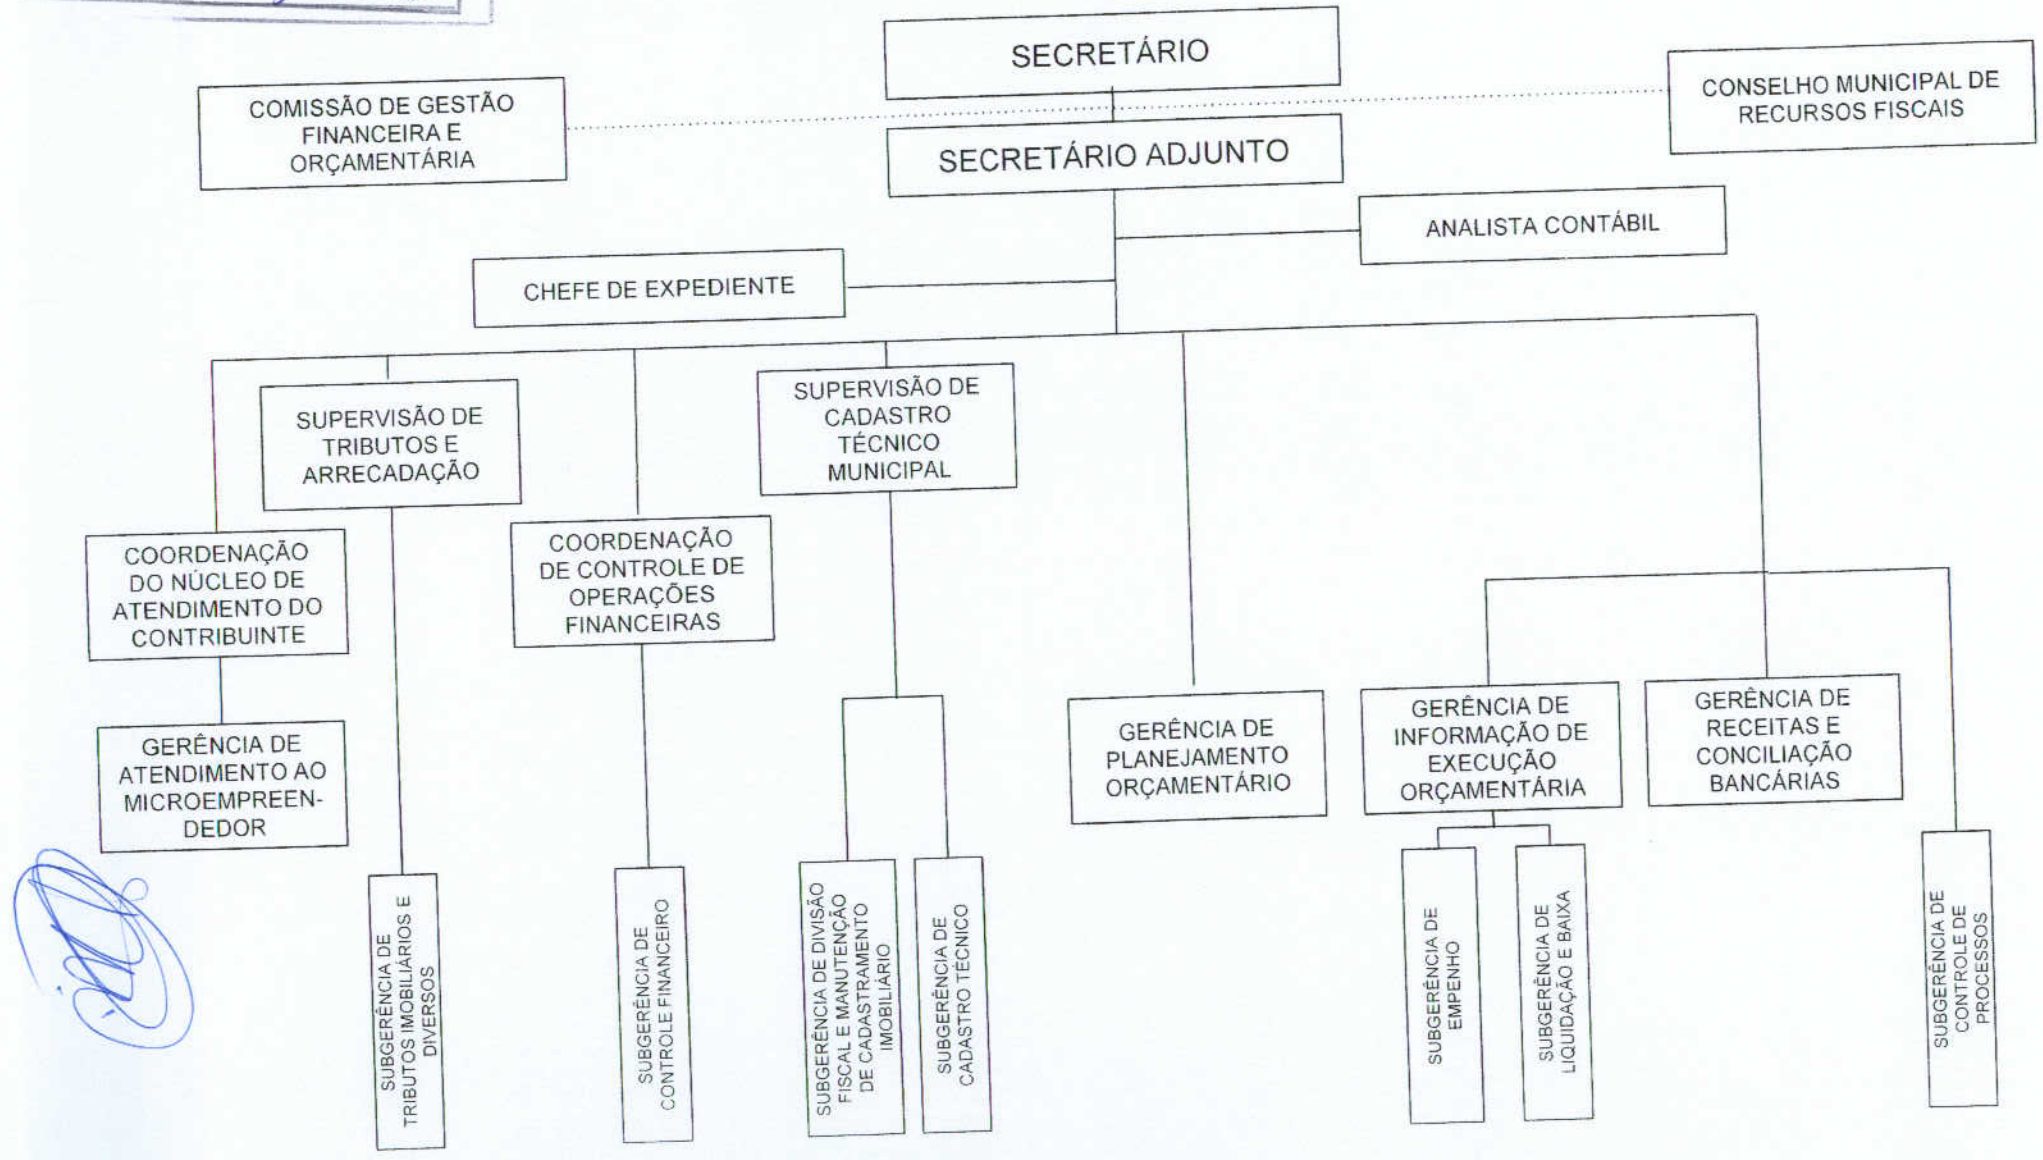 SECRETÁRIO
COMISSÃO DE GESTÃO
FINANCEIRA E
ORÇAMENTÁRIA
CONSELHO MUNICIPAL DE
RECURSOS FISCAIS
SECRETÁRIO ADJUNTO
ANALISTA CONTÁBIL
CHEFE DE EXPEDIENTE
SUPERVISÃO DE
TRIBUTOS E
ARRECADAÇÃO
SUPERVISÃO DE
CADASTRO
TÉCNICO
MUNICIPAL
COORDENAÇÃO
DO NÚCLEO DE
ATENDIMENTO DO
CONTRIBUINTE
COORDENAÇÃO
DE CONTROLE DE
OPERAÇÕES
FINANCEIRAS
GERÊNCIA DE
ATENDIMENTO AO
MICROEMPREEN-
DEDOR
GERÊNCIA DE
PLANEJAMENTO
ORÇAMENTÁRIO
GERÊNCIA DE
INFORMAÇÃO DE
EXECUÇÃO
ORÇAMENTÁRIA
GERÊNCIA DE
RECEITAS E
CONCILIAÇÃO
BANCÁRIAS
SUBGERÊNCIA DE
TRIBUTOS IMOBILIÁRIOS E
DIVERSOS
SUBGERÊNCIA DE
CONTROLE FINANCEIRO
SUBGERÊNCIA DE DIVISÃO
FISCAL E MANUTENÇÃO
DE CADASTRAMENTO
IMOBILIÁRIO
SUBGERÊNCIA DE
CADASTRO TÉCNICO
SUBGERÊNCIA DE
EMPENHO
SUBGERÊNCIA DE
LIQUIDAÇÃO E BAIXA
SUBGERÊNCIA DE
CONTROLE DE
PROCESSOS